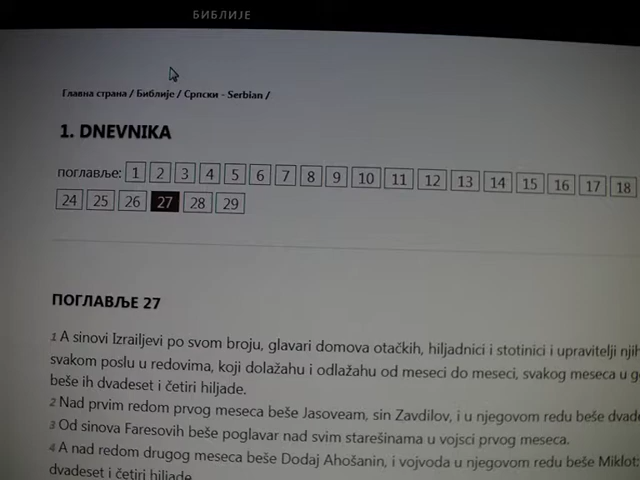 БИБЛИЈЕ
Главна страна / Библије / Српски - Serbian /
1. DNEVNIKA
поглавље: 1 2 3 4 5 6 7 8 9 10 11 12 13 14 15 16 17 18
24 25 26 27 28 29
ПОГЛАВЉЕ 27
1 A sinovi Izrailjevi po svom broju, glavari domova otačkih, hiljadnici i stotinici i upravitelji
svakom poslu u redovima, koji dolažahu i odlažahu od meseci do meseci, svakog meseca u
beše ih dvadeset i četiri hiljade.
2 Nad prvim redom prvog meseca beše Jasoveam, sin Zavdilov, i u njegovom redu beše
3 Od sinova Faresovih beše poglavar nad svim starešinama u vojsci prvog meseca.
4 A nad redom drugog meseca beše Dodaj Ahošanin, i vojvoda u njegovom redu beše Miklot;
dvadeset i četiri hiljade.